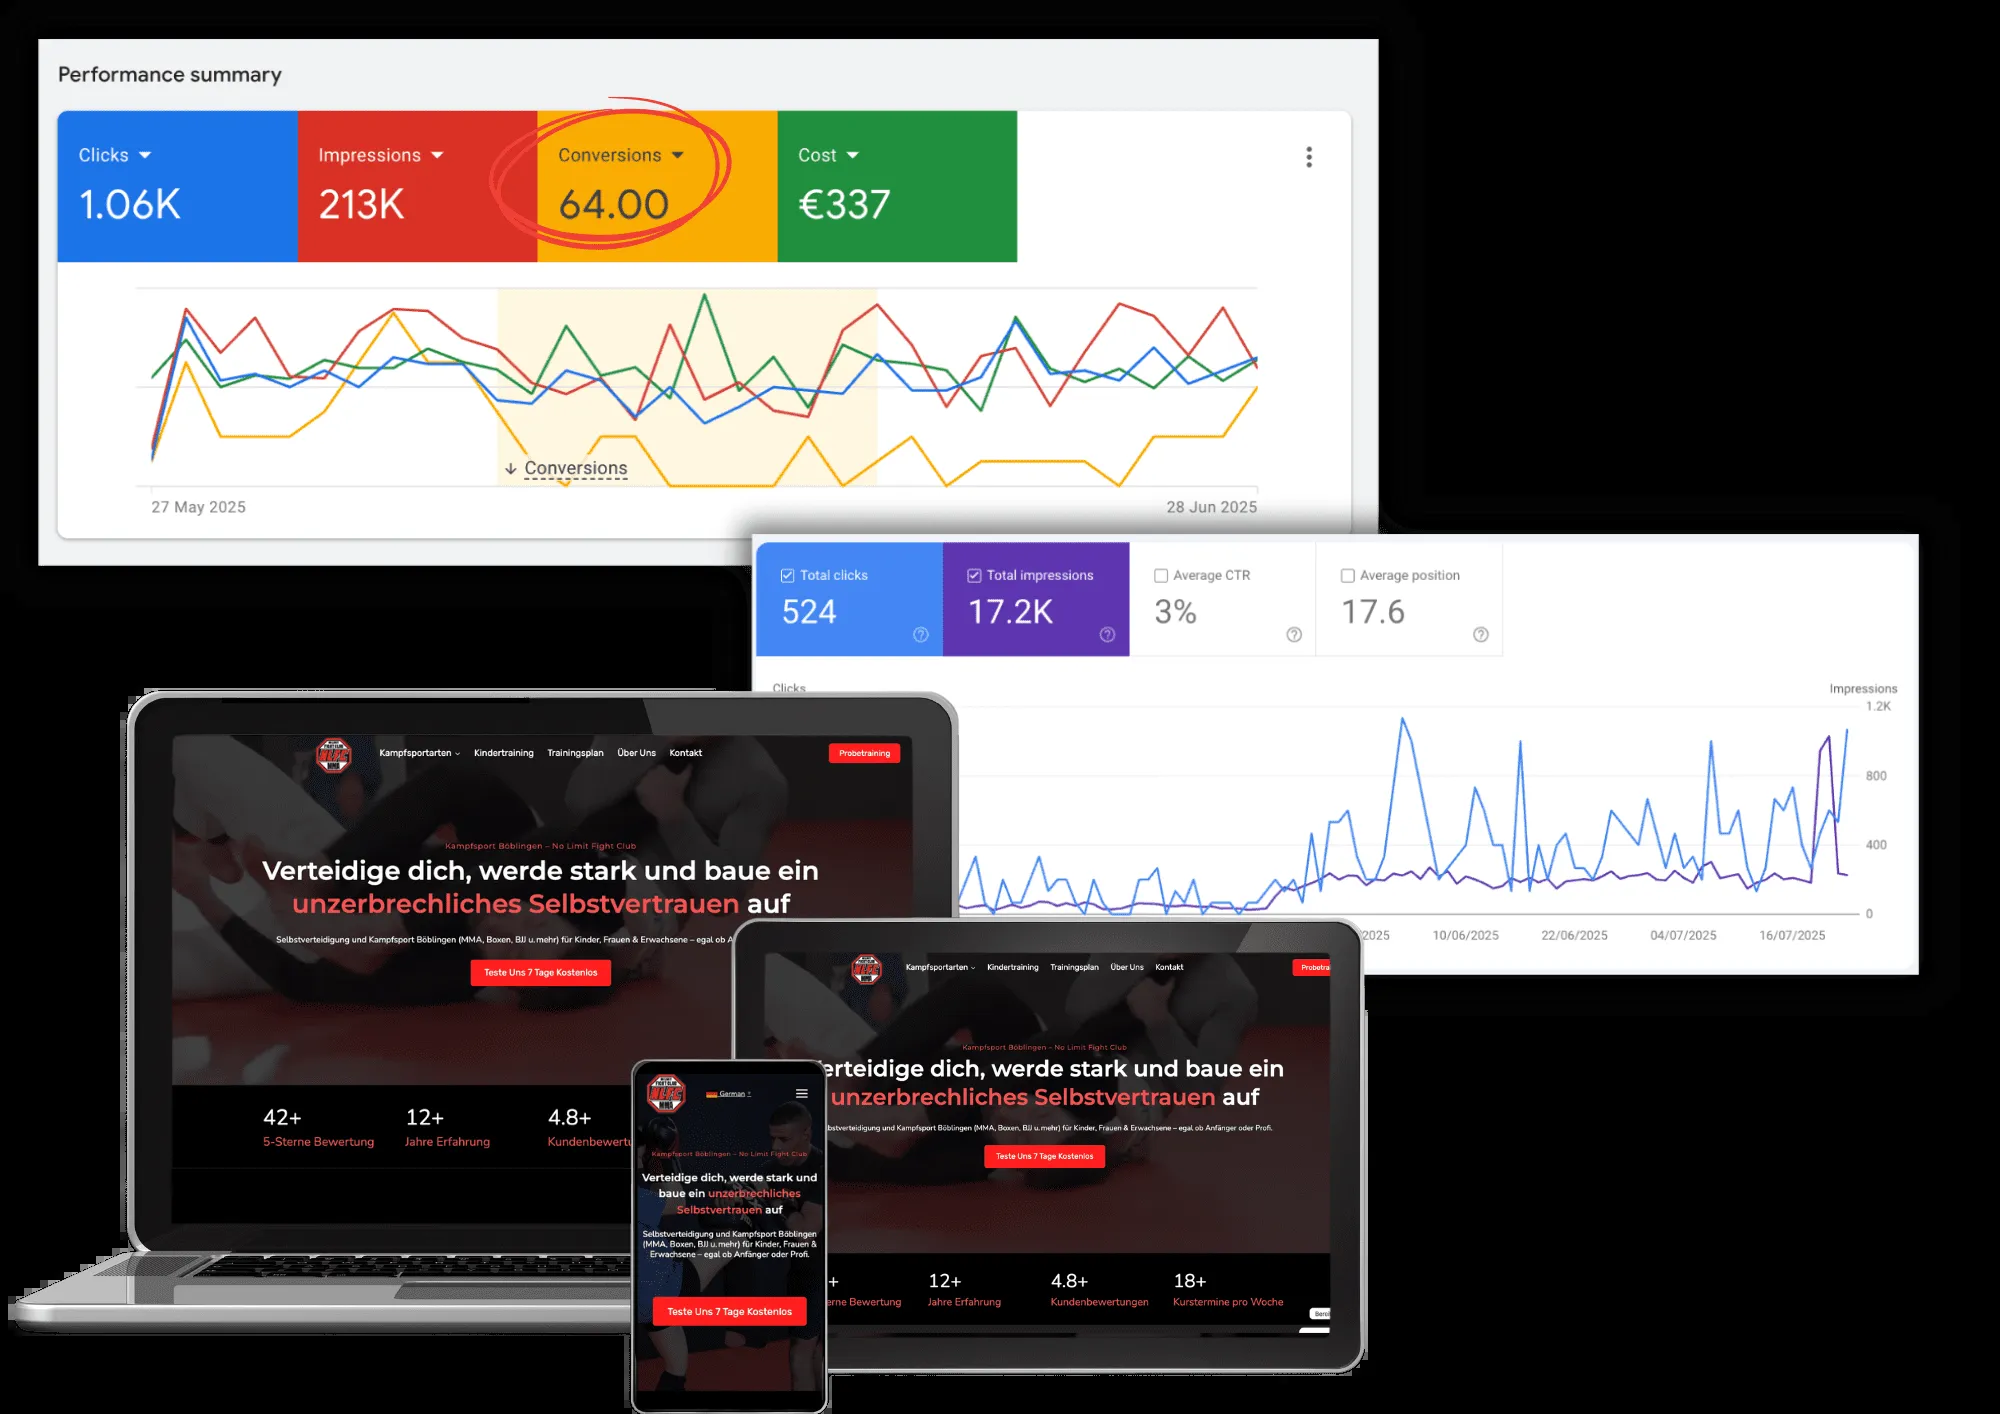 Performance summary
Clicks
Impressions
Conversions
Cost
1.06K
213K
64.00
€337
Conversions
27 May 2025
28 Jun 2025
Total clicks
Total impressions
Average CTR
Average position
524
17.2K
3%
17.6
Clicks
Impressions
1.2K
800
400
0
2025
10/06/2025
22/06/2025
04/07/2025
16/07/2025
NLFC
MMA
Kampfsportarten
Kindertraining
Trainingsplan
Über Uns
Kontakt
Probetraining
Kampfsport Böblingen – No Limit Fight Club
Verteidige dich, werde stark und baue ein
unzerbrechliches Selbstvertrauen auf
Selbstverteidigung und Kampfsport Böblingen (MMA, Boxen, BJJ u.mehr) für Kinder, Frauen & Erwachsene – egal ob A
Teste Uns 7 Tage Kostenlos
42+
12+
4.8+
5-Sterne Bewertung
Jahre Erfahrung
Kundenbewertu
NLFC
MMA
Kampfsportarten
Kindertraining
Trainingsplan
Über Uns
Kontakt
Probetrai
Kampfsport Böblingen – No Limit Fight Club
erteidige dich, werde stark und baue ein
unzerbrechliches Selbstvertrauen auf
bstverteidigung und Kampfsport Böblingen (MMA, Boxen, BJJ u.mehr) für Kinder, Frauen & Erwachsene – egal ob Anfänger oder Profi.
Teste Uns 7 Tage Kostenlos
+
12+
4.8+
18+
erne Bewertung
Jahre Erfahrung
Kundenbewertungen
Kurstermine pro Woche
NLFC
MMA
German
Kampfsport Böblingen – No Limit Fight Club
Verteidige dich, werde stark und
baue ein unzerbrechliches
Selbstvertrauen auf
Selbstverteidigung und Kampfsport Böblingen
(MMA, Boxen, BJJ u.mehr) für Kinder, Frauen &
Erwachsene – egal ob Anfänger oder Profi.
Teste Uns 7 Tage Kostenlos